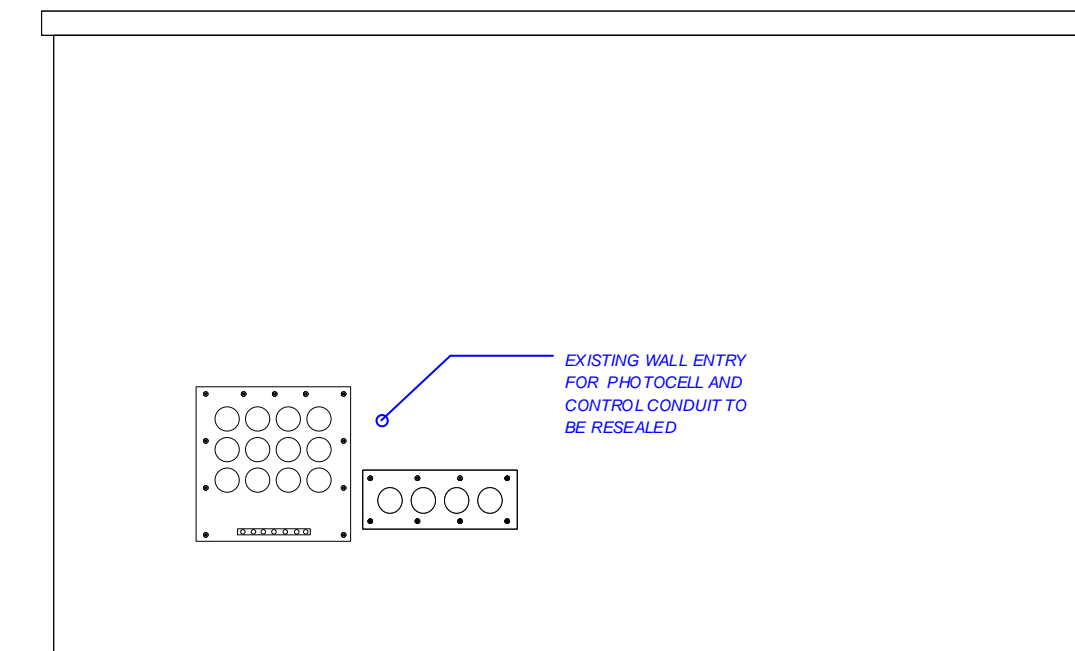 EXISTING WALL ENTRY
FOR PHOTOCELL AND
CONTROL CONDUIT TO
BE RESEALED